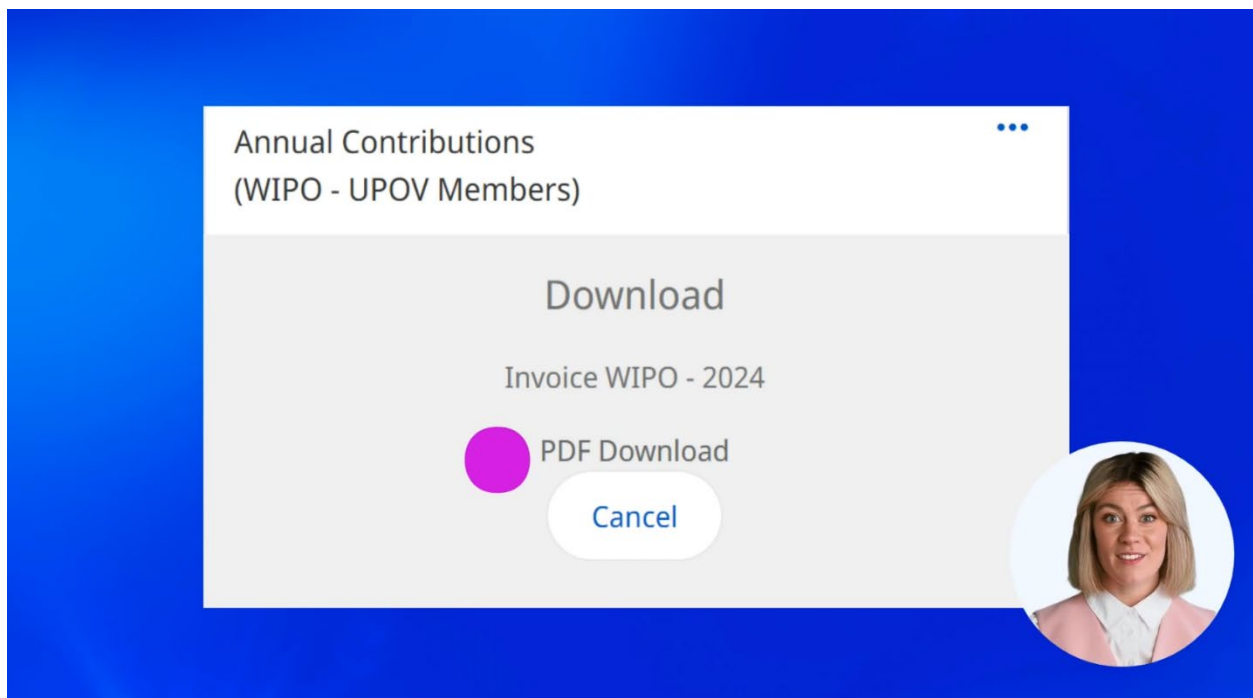 Annual Contributions
(WIPO - UPOV Members)
Download
Invoice WIPO - 2024
PDF Download
Cancel